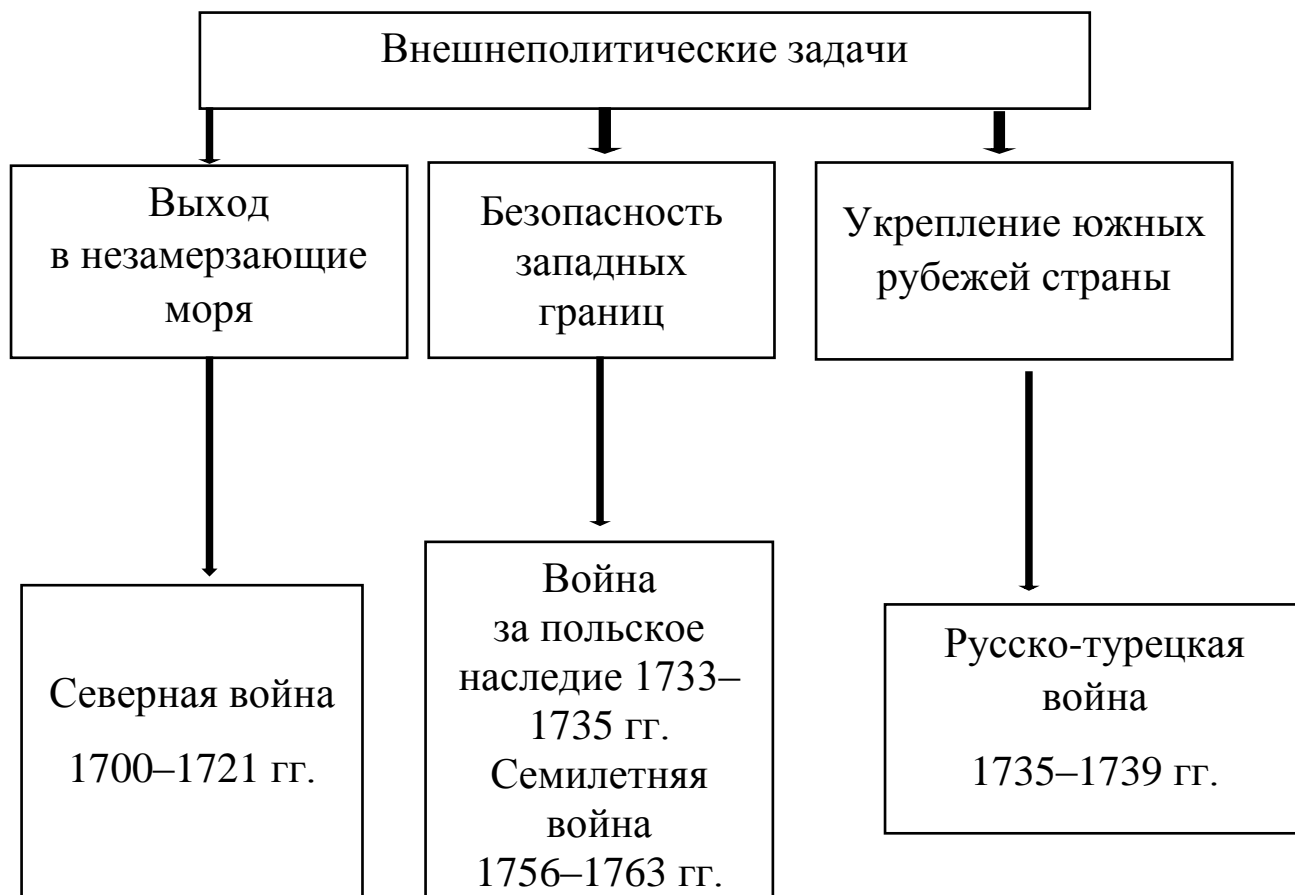 Внешнеполитические задачи
Выход
в незамерзающие
моря
Безопасность
западных
границ
Укрепление южных
рубежей страны
Северная война
1700–1721 гг.
Война
за польское
наследие 1733–
1735 гг.
Семилетняя
война
1756–1763 гг.
Русско-турецкая
война
1735–1739 гг.